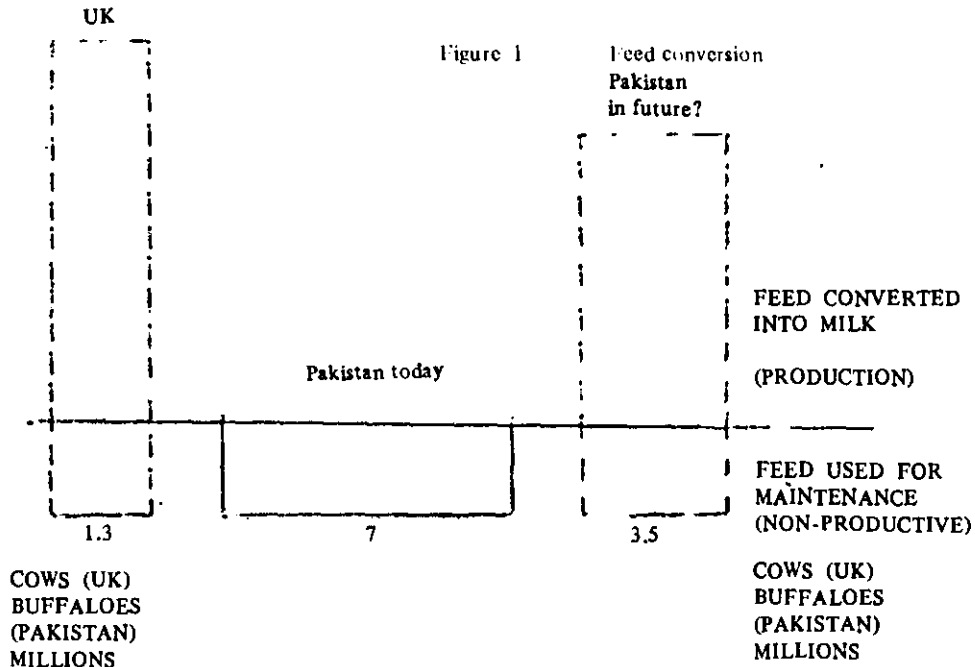 UK
Figure 1
Feed conversion
Pakistan
in future?
FEED CONVERTED
INTO MILK
(PRODUCTION)
Pakistan today
FEED USED FOR
MAINTENANCE
(NON-PRODUCTIVE)
1.3
7
3.5
COWS (UK)
BUFFALOES
(PAKISTAN)
MILLIONS
COWS (UK)
BUFFALOES
(PAKISTAN)
MILLIONS